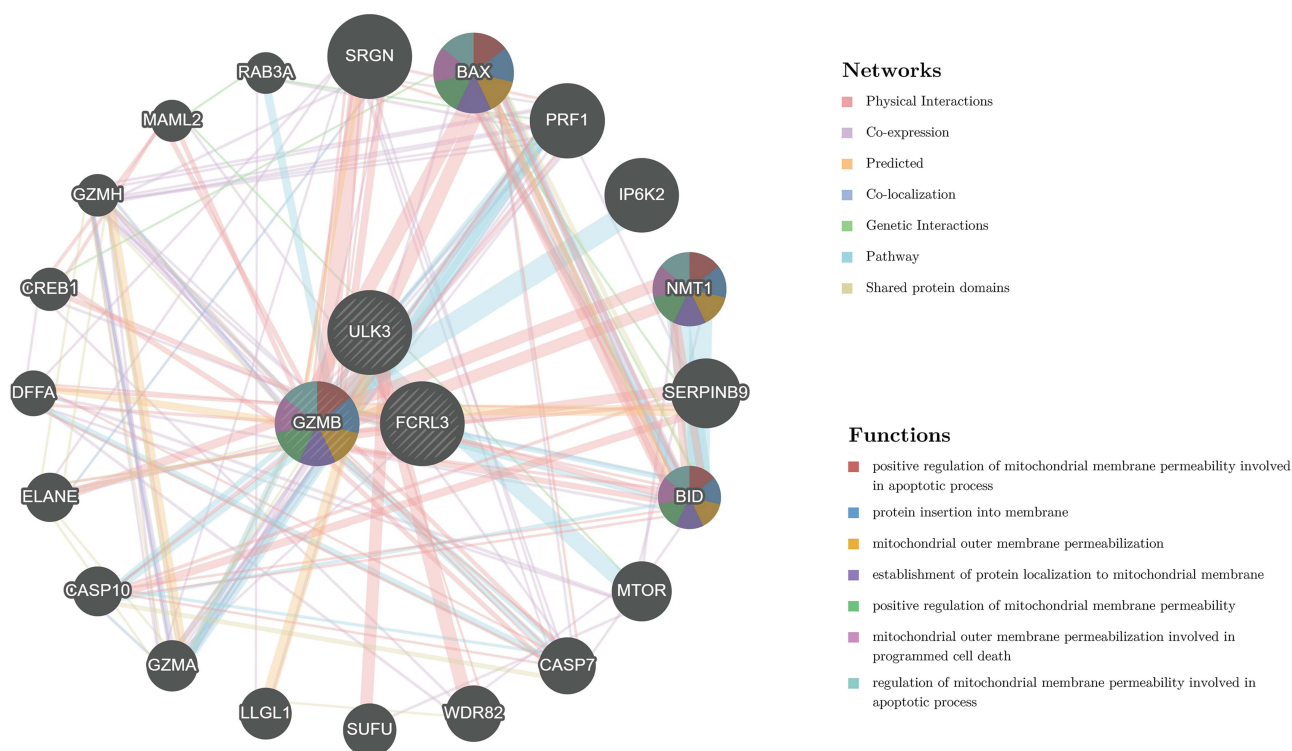 SRGN
RAB3A
BAX
MAML2
PRF1
GZMH
IP6K2
CREB1
NMT1
ULK3
DFFA
SERPINB9
GZMB
FCRL3
ELANE
BID
CASP10
MTOR
GZMA
CASP7
LLGL1
SUFU
WDR82
Networks
Physical Interactions
Co-expression
Predicted
Co-localization
Genetic Interactions
Pathway
Shared protein domains
Functions
positive regulation of mitochondrial membrane permeability involved
in apoptotic process
protein insertion into membrane
mitochondrial outer membrane permeabilization
establishment of protein localization to mitochondrial membrane
positive regulation of mitochondrial membrane permeability
mitochondrial outer membrane permeabilization involved in
programmed cell death
regulation of mitochondrial membrane permeability involved in
apoptotic process